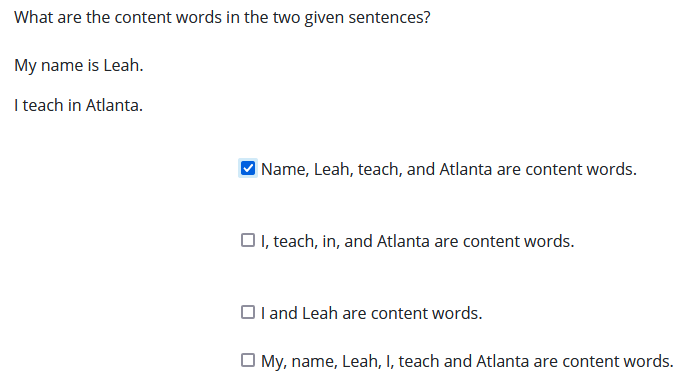 What are the content words in the two given sentences?
My name is Leah.
I teach in Atlanta.
Name, Leah, teach, and Atlanta are content words.
I, teach, in, and Atlanta are content words.
I and Leah are content words.
My, name, Leah, I, teach and Atlanta are content words.